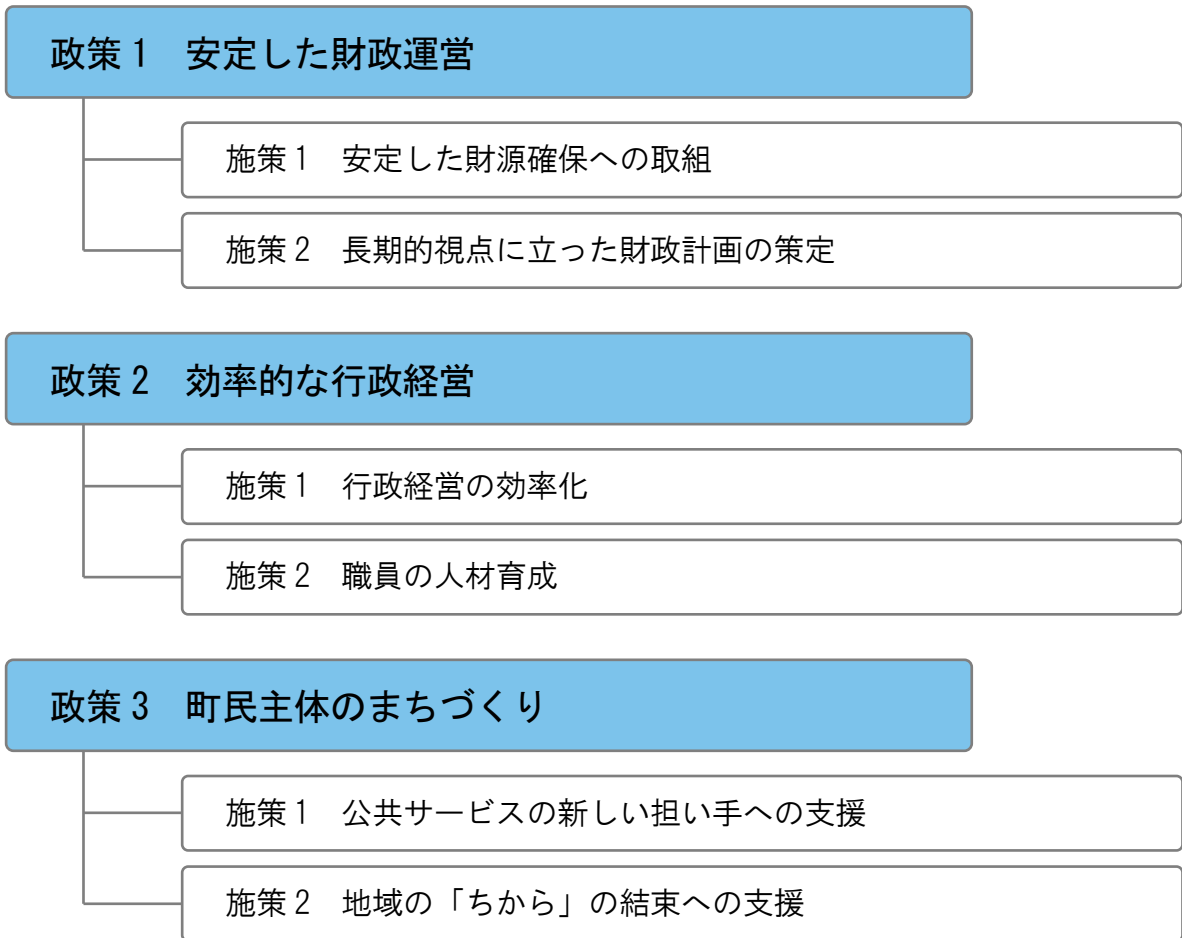 政策１　安定した財政運営
施策１　安定した財源確保への取組
施策２　長期的視点に立った財政計画の策定
政策２　効率的な行政経営
施策１　行政経営の効率化
施策２　職員の人材育成
政策３　町民主体のまちづくり
施策１　公共サービスの新しい担い手への支援
施策２　地域の「ちから」の結束への支援